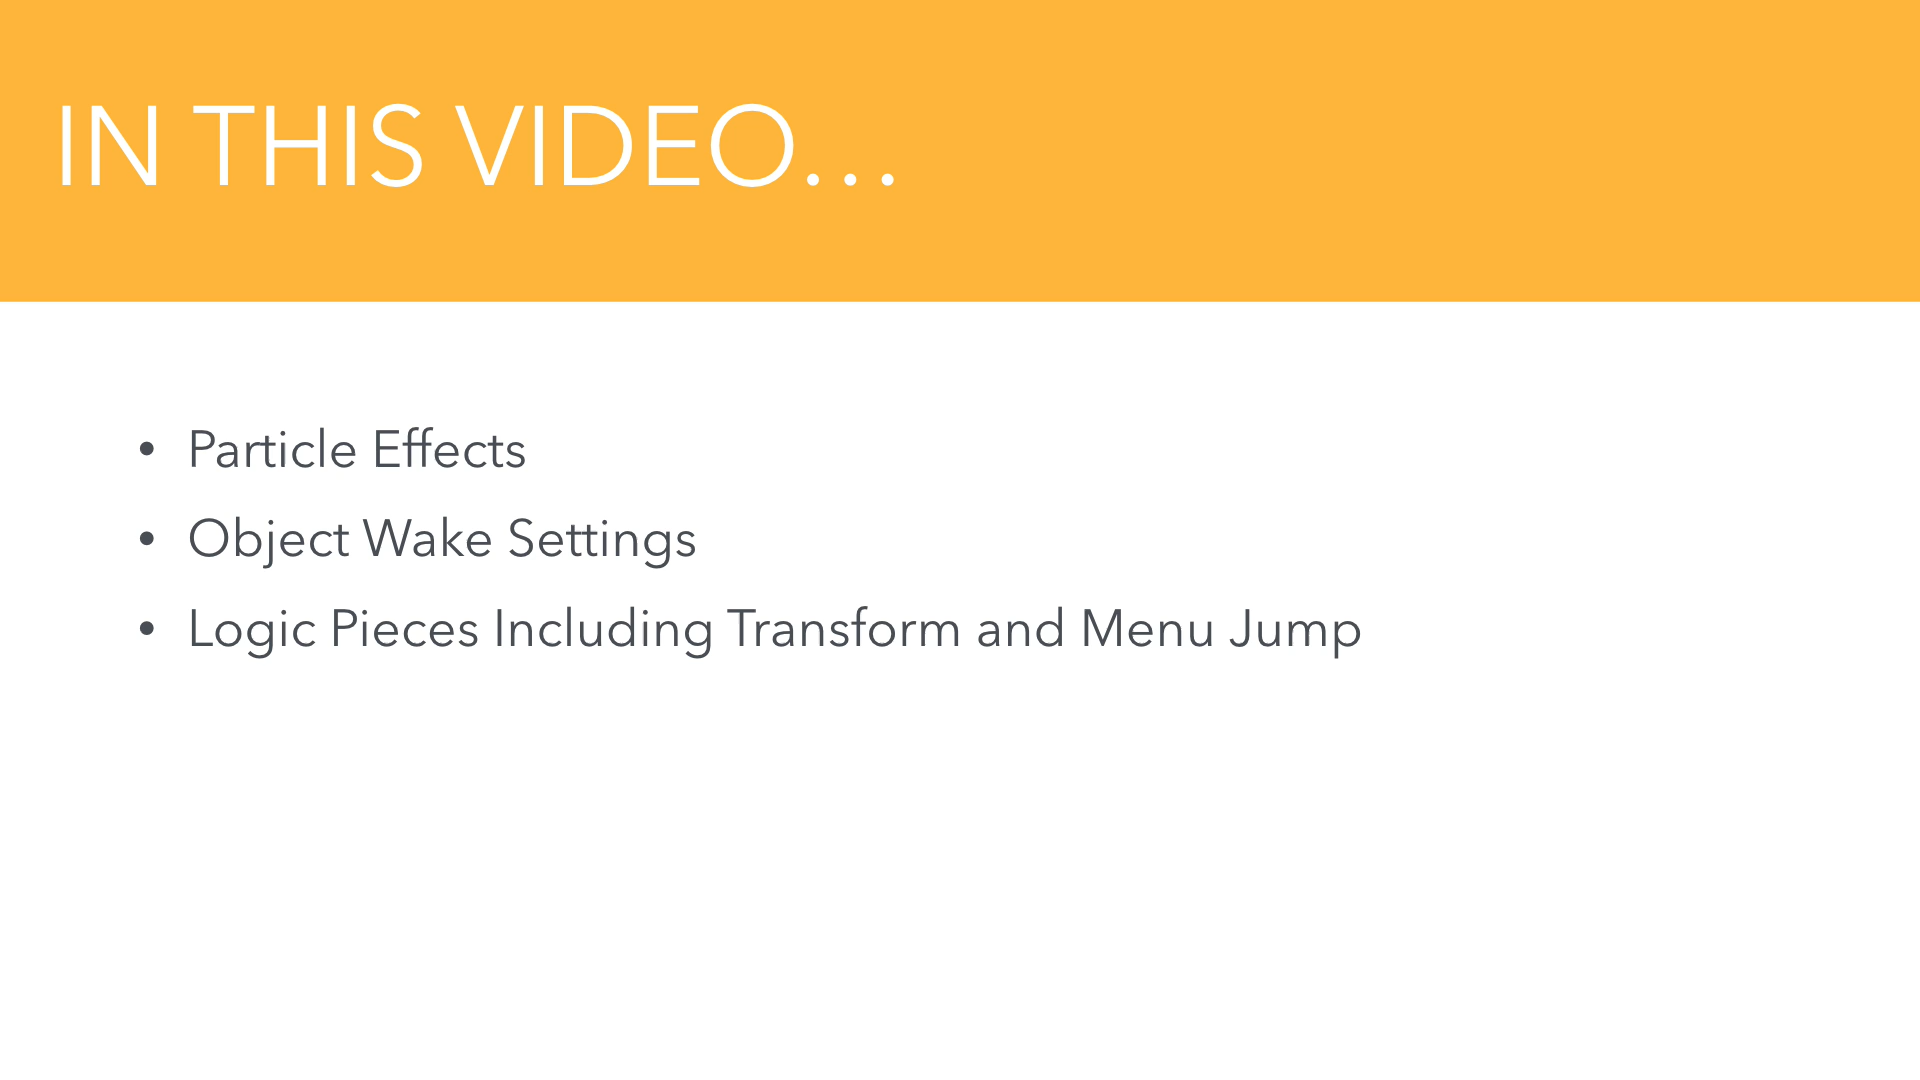 IN THIS VIDEO…
• Particle Effects
• Object Wake Settings
• Logic Pieces Including Transform and Menu Jump